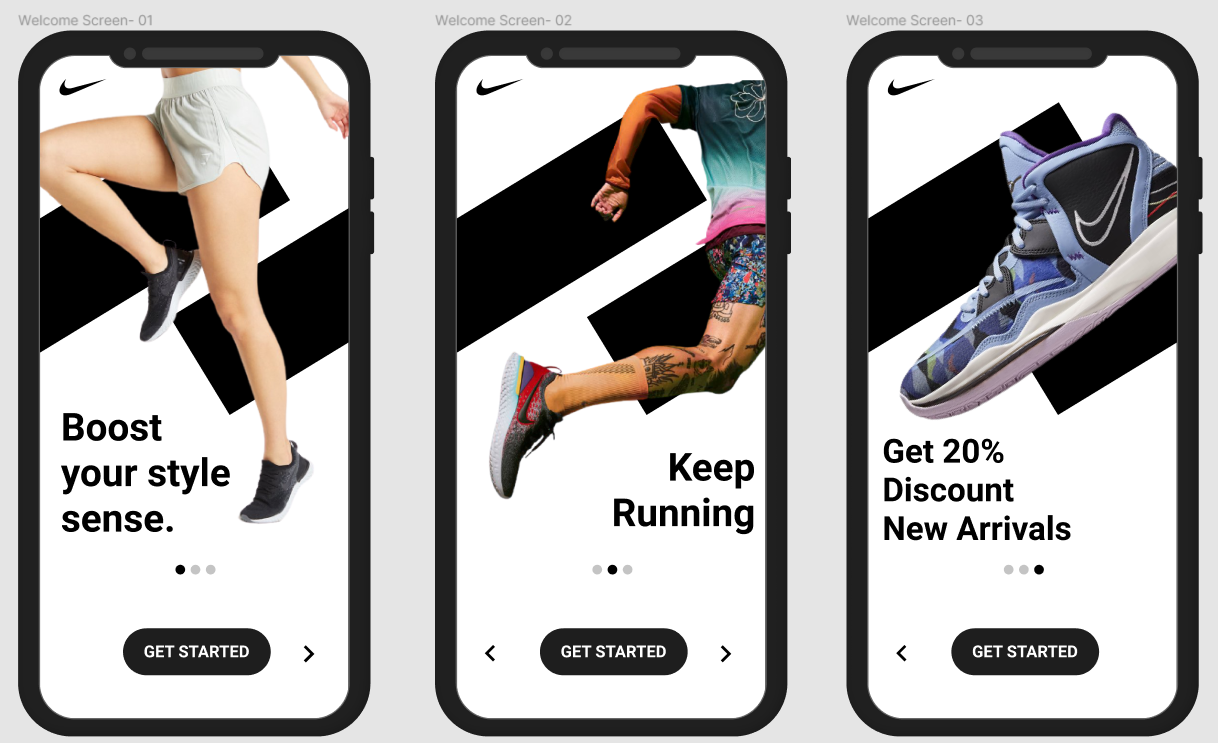 Welcome Screen- 01
Welcome Screen- 02
Welcome Screen- 03
Boost
your style
sense.
GET STARTED
Keep
Running
GET STARTED
Get 20%
Discount
New Arrivals
GET STARTED